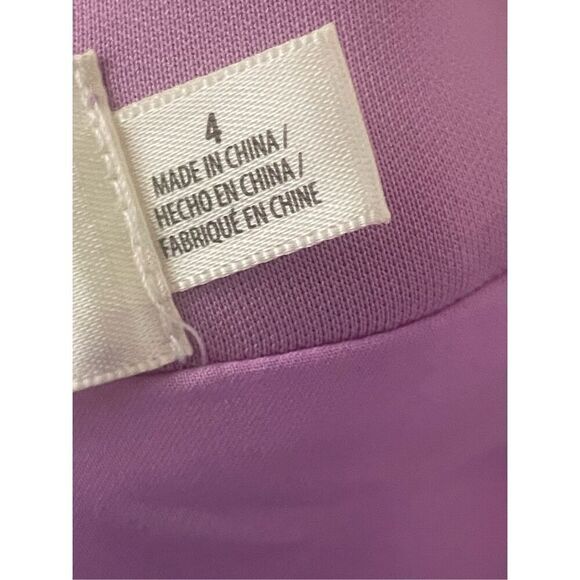 4
MADE IN CHINA /
HECHO EN CHINA /
FABRIQUÉ EN CHINE